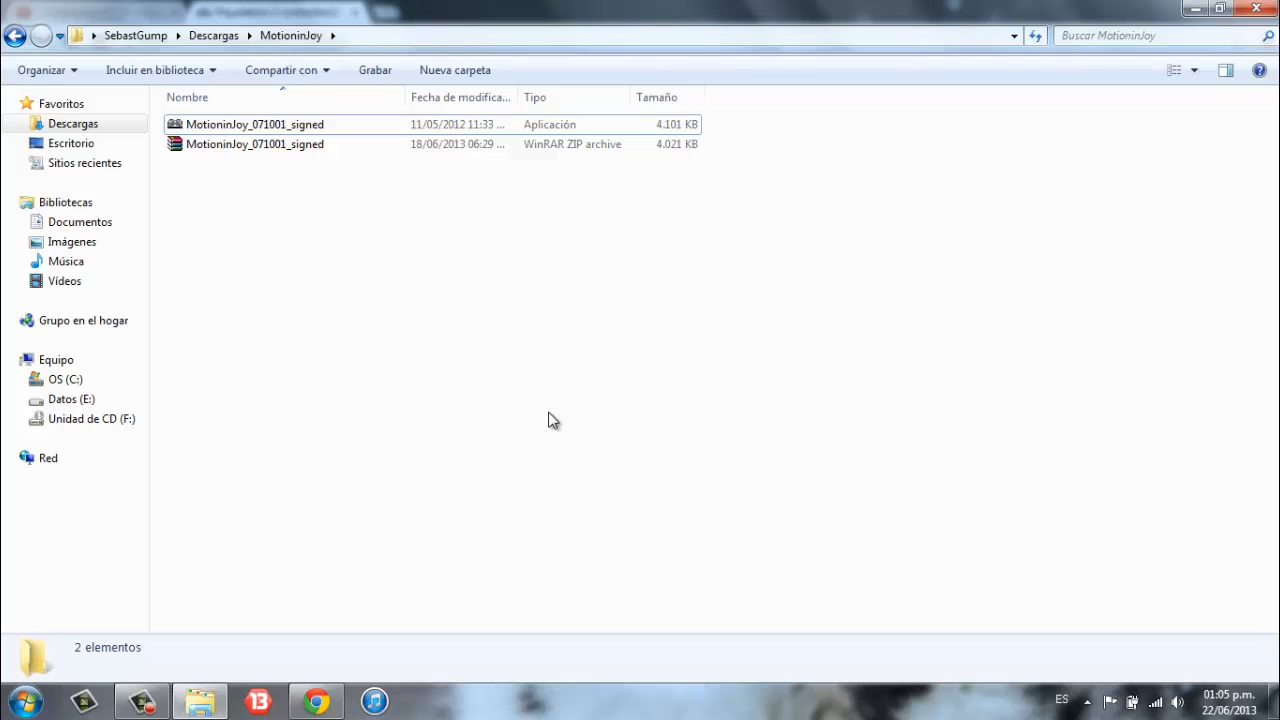 SebastGump Descargas MotioninJoy Buscar MotioninJoy
Organizar Incluir en biblioteca Compartir con Grabar Nueva carpeta
Nombre Fecha de modifica... Tipo Tamaño
MotioninJoy_071001_signed 11/05/2012 11:33 ... Aplicación 4.101 KB
MotioninJoy_071001_signed 18/06/2013 06:29 ... WinRAR ZIP archive 4.021 KB
Favoritos
Descargas
Escritorio
Sitios recientes
Bibliotecas
Documentos
Imágenes
Música
Vídeos
Grupo en el hogar
Equipo
OS (C:)
Datos (E:)
Unidad de CD (F:)
Red
2 elementos
13
ES
01:05 p.m.
22/06/2013